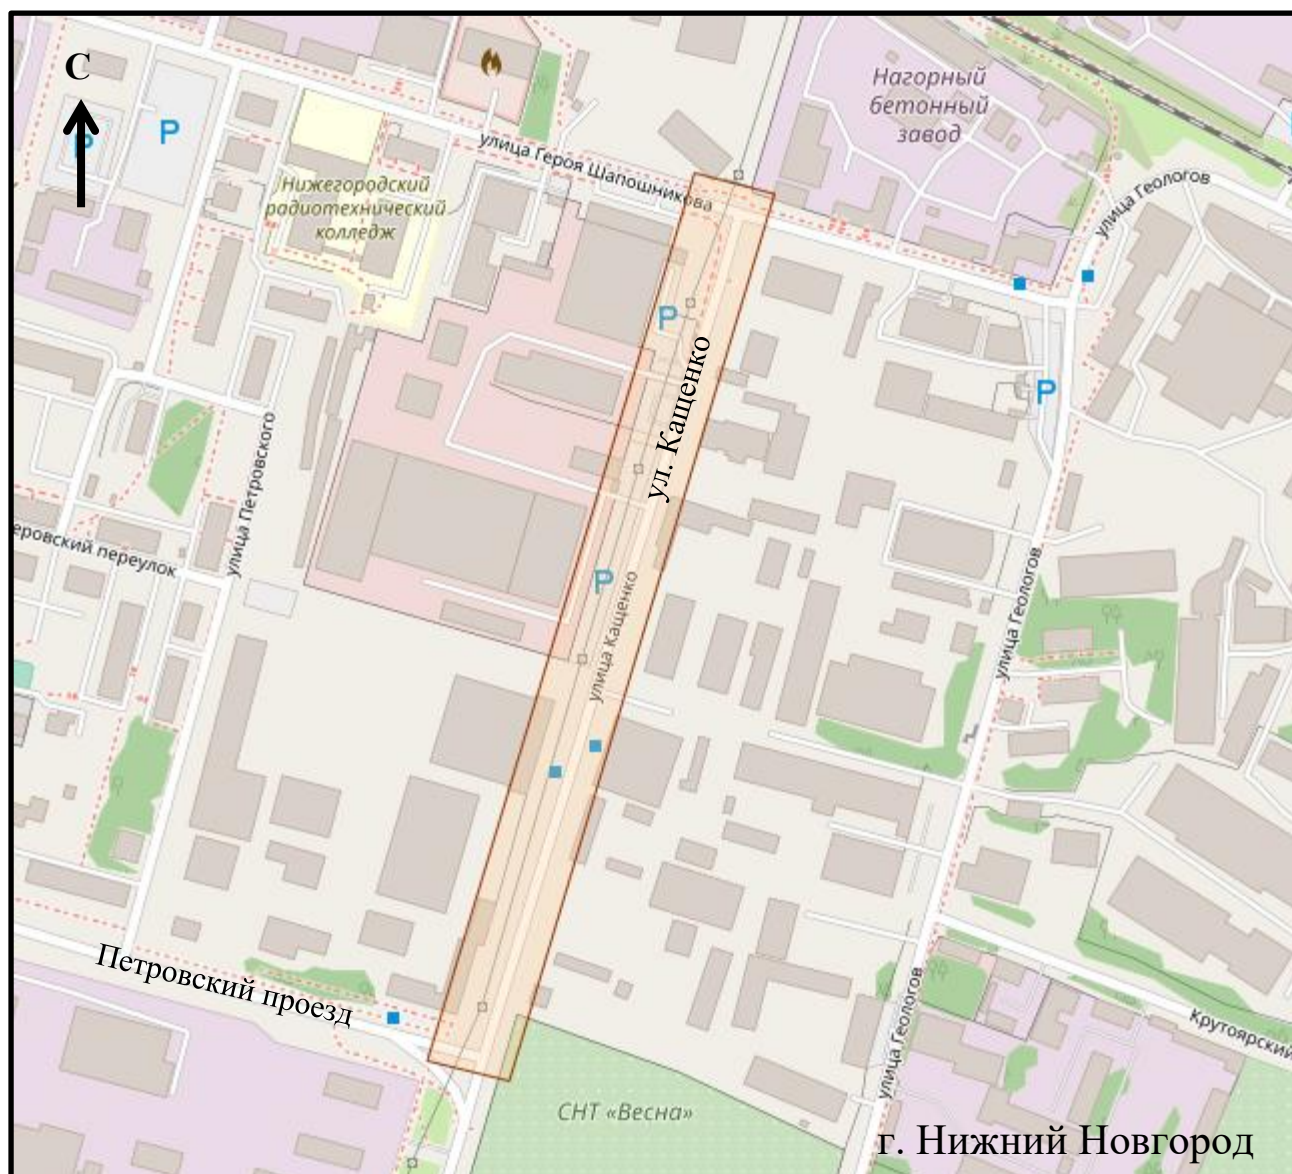 С
P
P
Нагорный
бетонный
завод
улица Героя Шапошникова
Нижегородский
радиотехнический
колледж
улица Геологов
P
ул. Кащенко
P
улица Петровского
еровский переулок
P
улица Кащенко
улица Геологов
Петровский проезд
улица Геологов
Крутоярский
СНТ «Весна»
г. Нижний Новгород